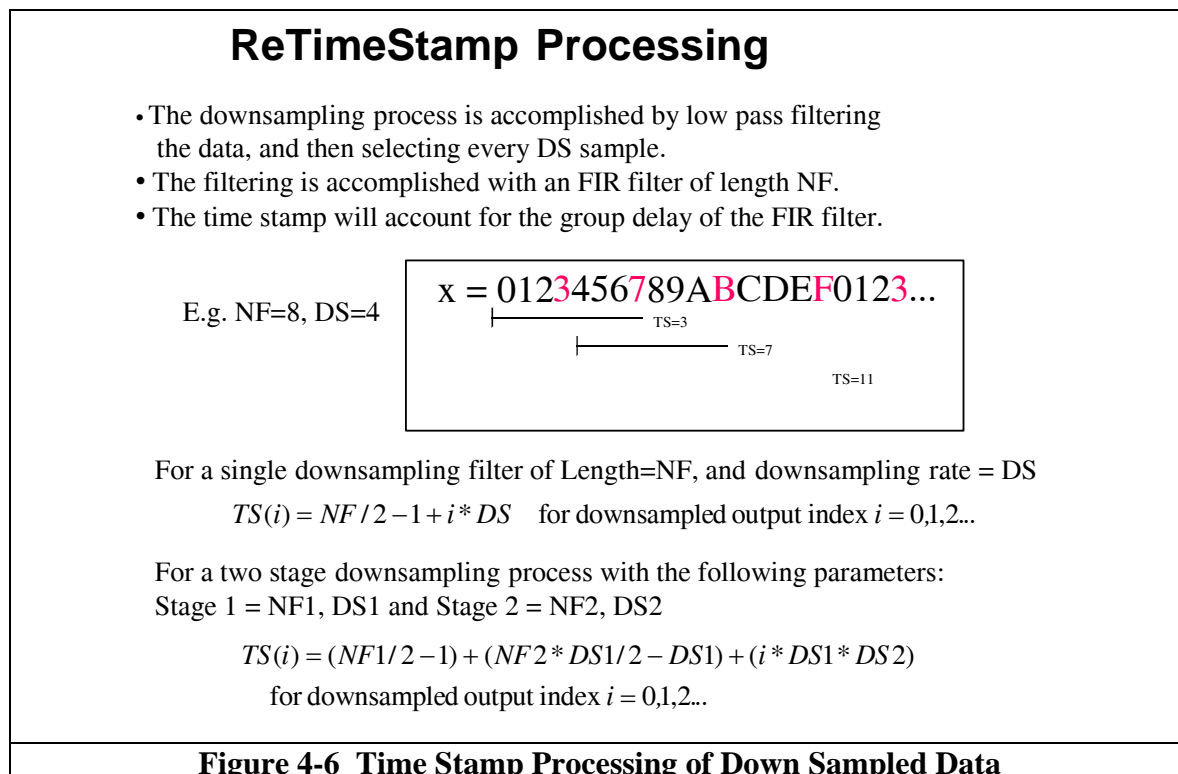 ReTimeStamp Processing
• The downsampling process is accomplished by low pass filtering
the data, and then selecting every DS sample.
• The filtering is accomplished with an FIR filter of length NF.
• The time stamp will account for the group delay of the FIR filter.
E.g. NF=8, DS=4
x = 0123456789ABCDEF0123...
TS=3
TS=7
TS=11
For a single downsampling filter of Length=NF, and downsampling rate = DS
TS(i) = NF / 2 − 1 + i * DS for downsampled output index i = 0,1,2...
For a two stage downsampling process with the following parameters:
Stage 1 = NF1, DS1 and Stage 2 = NF2, DS2
TS(i) = (NF1/ 2 − 1) + (NF2 * DS1/ 2 − DS1) + (i * DS1 * DS2)
for downsampled output index i = 0,1,2...
Figure 4-6 Time Stamp Processing of Down Sampled Data